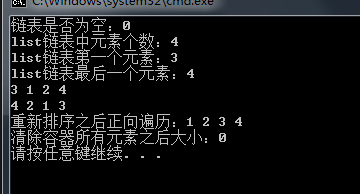 C:\Windows\system32\cmd.exe
链表是否为空：0
list链表中元素个数：4
list链表第一个元素：3
list链表最后一个元素：4
3 1 2 4
4 2 1 3
重新排序之后正向遍历：1 2 3 4
清除容器所有元素之后大小：0
请按任意键继续. . .